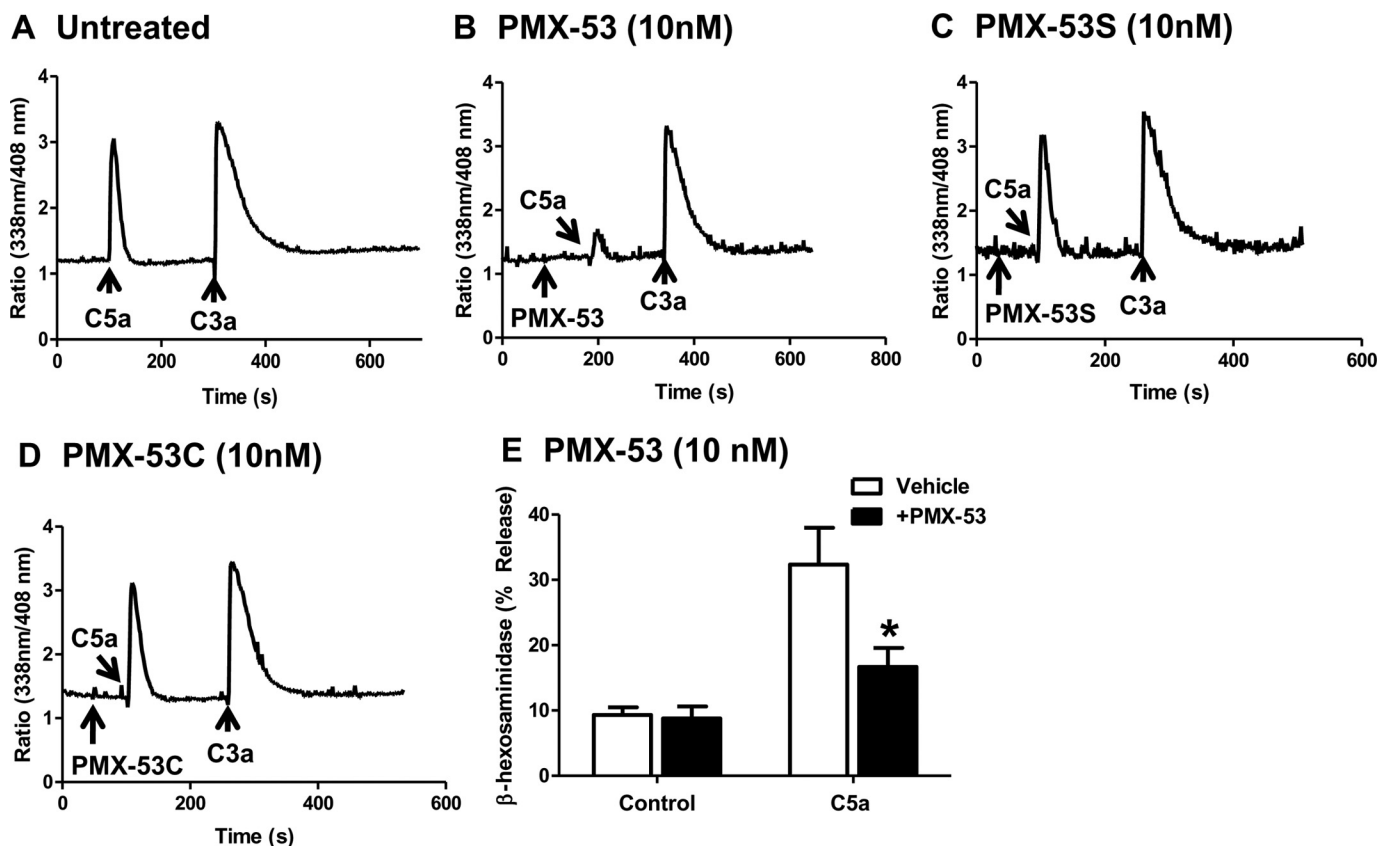 A Untreated
Ratio (338nm/408 nm)
4
3
2
1
0
C5a
C3a
0 200 400 600
Time (s)
B PMX-53 (10nM)
Ratio (338nm/408 nm)
4
3
2
1
0
C5a
PMX-53
C3a
0 200 400 600 800
Time (s)
C PMX-53S (10nM)
Ratio (338nm/408 nm)
4
3
2
1
0
C5a
PMX-53S
C3a
0 200 400 600
Time (s)
D PMX-53C (10nM)
Ratio (338nm/408 nm)
4
3
2
1
0
C5a
PMX-53C
C3a
0 200 400 600
Time (s)
E PMX-53 (10 nM)
Vehicle
+PMX-53
β-hexosaminidase (% Release)
40
30
20
10
0
*
Control C5a